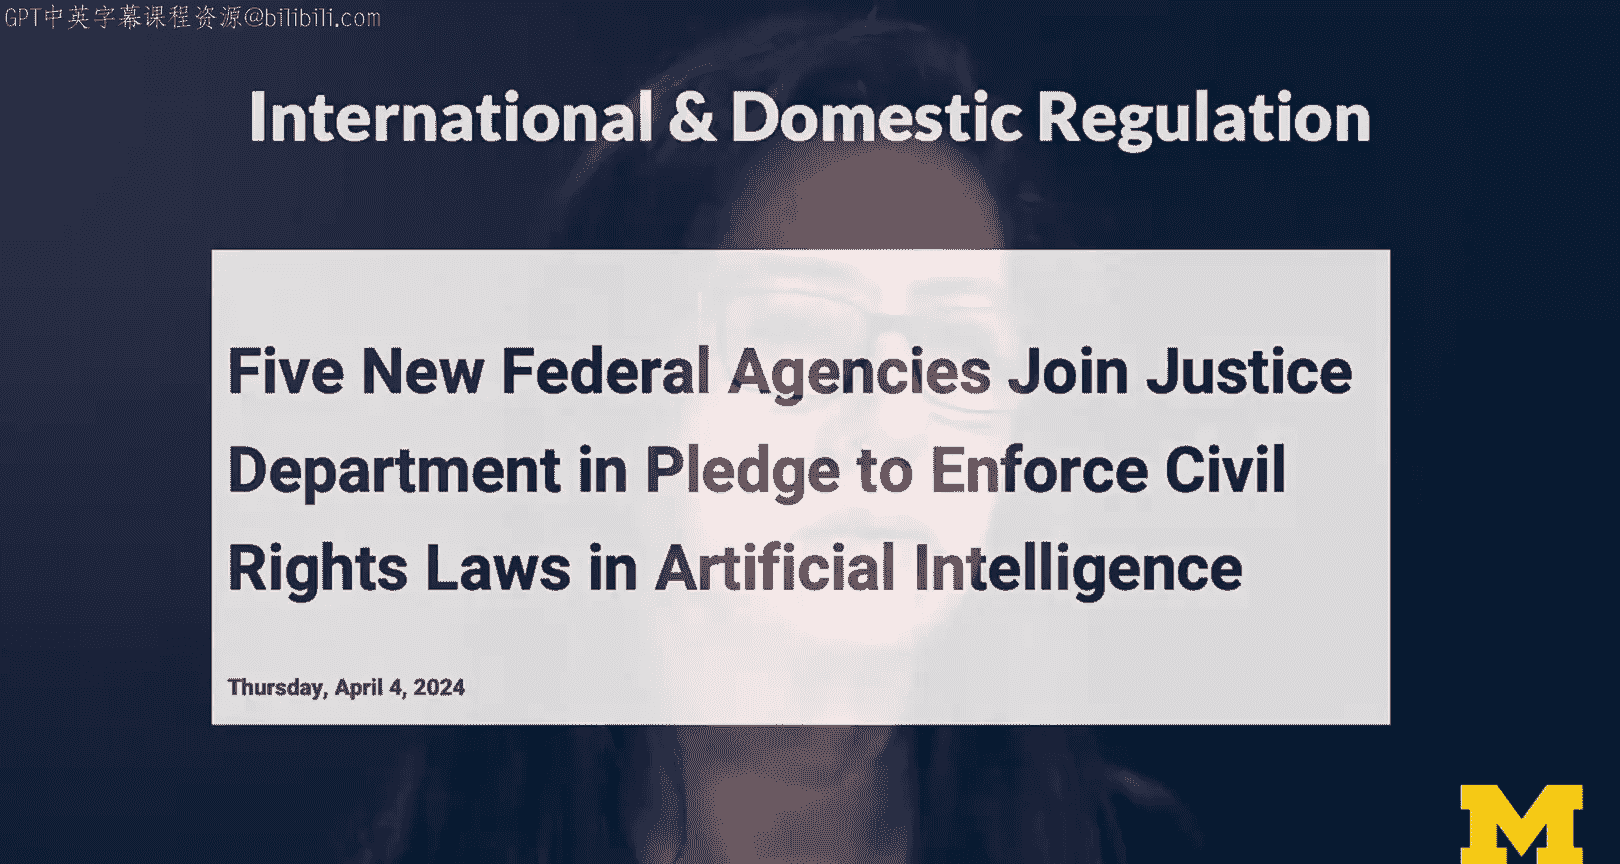 GPT中英字幕课程资源@bilibili.com
International & Domestic Regulation
Five New Federal Agencies Join Justice
Department in Pledge to Enforce Civil
Rights Laws in Artificial Intelligence
Thursday, April 4, 2024
M